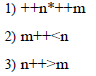 1) ++n*++m
2) m++<n
3) n++>m